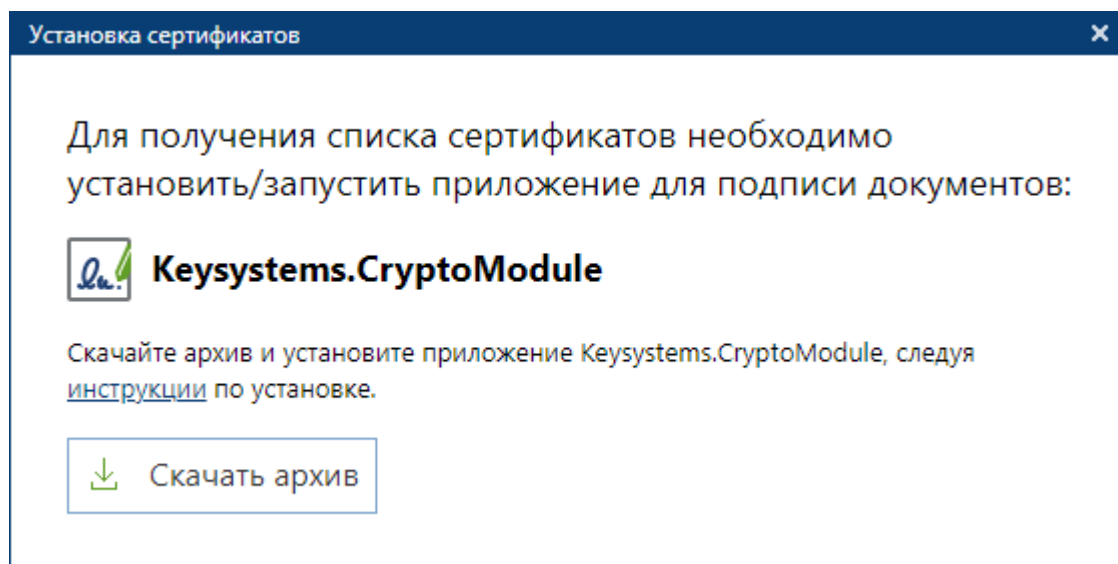 Установка сертификатов
Для получения списка сертификатов необходимо
установить/запустить приложение для подписи документов:
Keysystems.CryptoModule
Скачайте архив и установите приложение Keysystems.CryptoModule, следуя
инструкции по установке.
Скачать архив